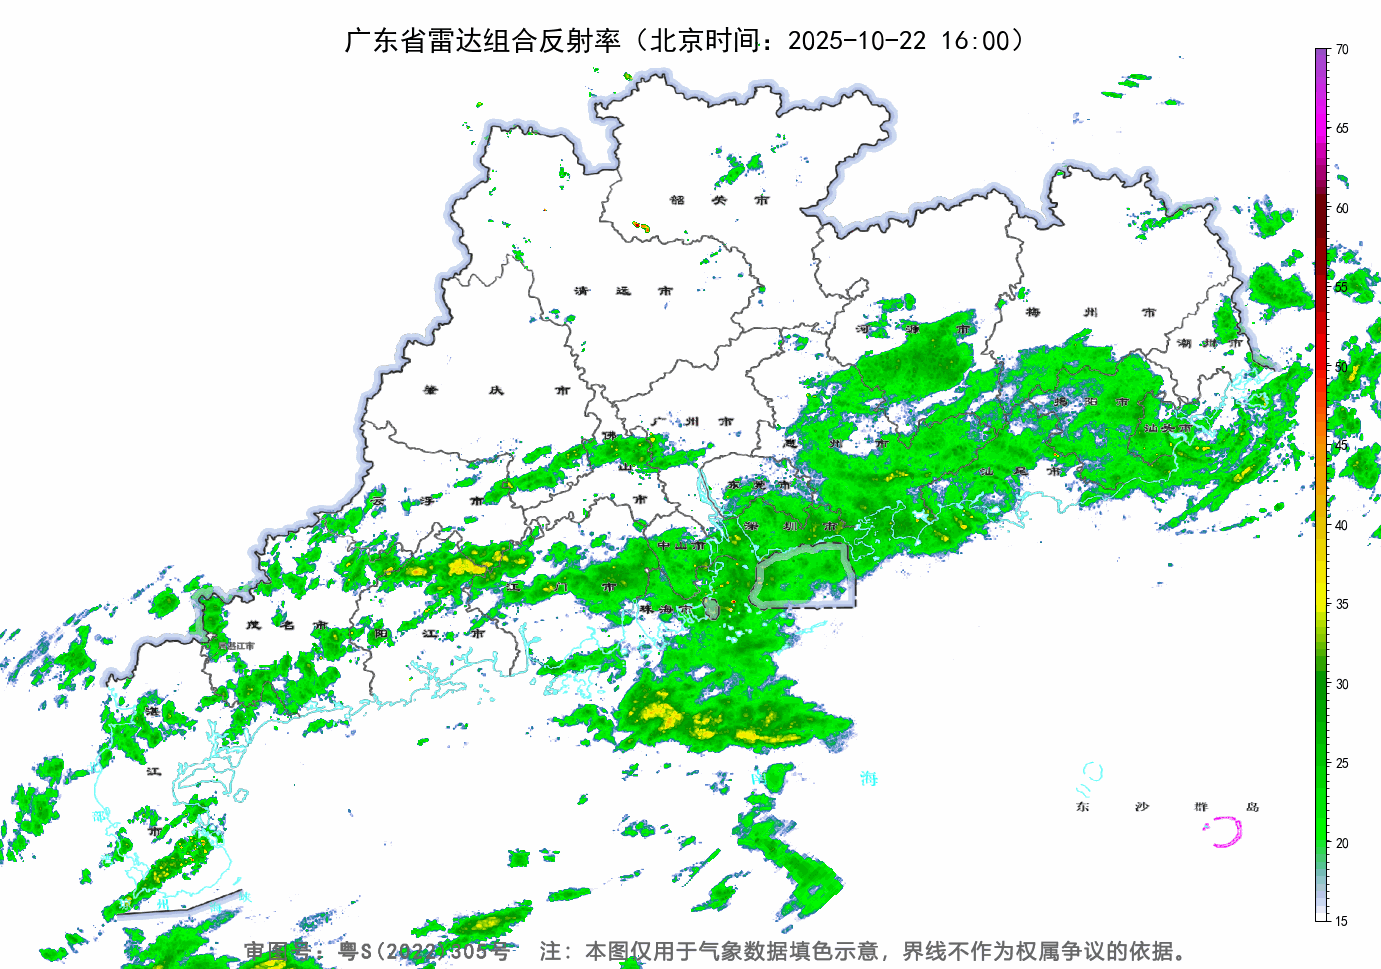 广东省雷达组合反射率（北京时间：2025-10-22 16:00）
70
65
60
55
50
45
40
35
30
25
20
15
韶关市
清远市
河源市
梅州市
潮州市
肇庆市
广州市
佛山市
惠州市
揭阳市
汕头市
汕尾市
云浮市
东莞市
深圳市
中山市
江门市
珠海市
茂名市
阳江市
湛江市
湛江市
南海
东沙群岛
审图号：粤S(2022)305号 注：本图仅用于气象数据填色示意，界线不作为权属争议的依据。